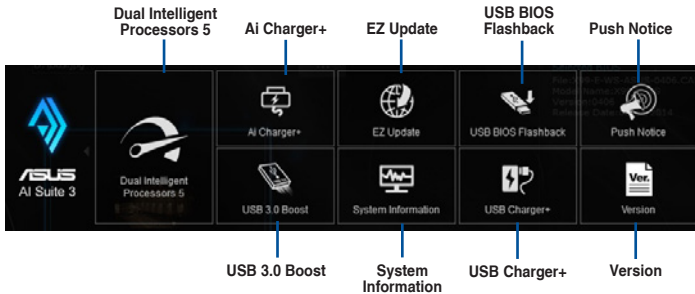 Dual Intelligent
Processors 5
Ai Charger+
EZ Update
USB BIOS
Flashback
Push Notice
Ai Charger+
EZ Update
USB BIOS Flashback
Push Notice
ASUS
AI Suite 3
Dual Intelligent
Processors 5
Ver.
USB 3.0 Boost
System Information
USB Charger+
Version
USB 3.0 Boost
System
Information
USB Charger+
Version